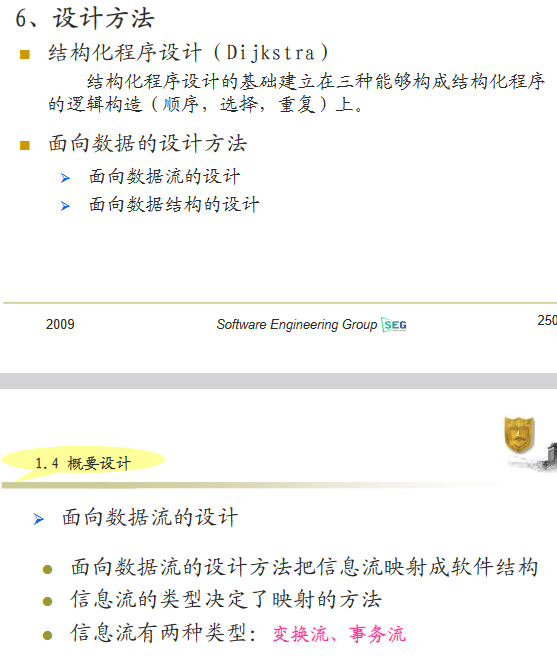 6、设计方法
结构化程序设计（Dijkstra）
结构化程序设计的基础建立在三种能够构成结构化程序
的逻辑构造（顺序，选择，重复）上。
面向数据的设计方法
面向数据流的设计
面向数据结构的设计
2009 Software Engineering Group SEG 250
1.4 概要设计
面向数据流的设计
面向数据流的设计方法把信息流映射成软件结构
信息流的类型决定了映射的方法
信息流有两种类型：变换流、事务流